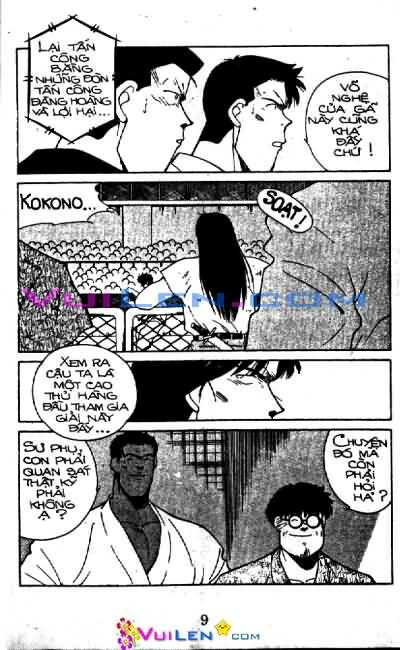 LẠI TẤN
CÔNG
BẰNG
NHỮNG ĐÒN
TẤN CÔNG
ĐÀNG HOÀNG
VÀ LỢI HẠI...
VÕ
NGHỆ
CỦA GÃ
NÀY CŨNG
KHÁ
ĐẤY
CHỨ !
KOKONO...
SOẠT!
VUILEN.COM
XEM RA
CẬU TA LÀ
MỘT CAO
THỦ HÀNG
ĐẦU THAM GIA
GIẢI NÀY
ĐÂY...
SƯ PHỤ,
CON PHẢI
QUAN SÁT
THẬT KỸ
PHẢI
KHÔNG
Ạ ?
CHUYỆN
ĐÓ MÀ
CÒN
PHẢI
HỎI
HẢ ?
9
VUILEN.COM